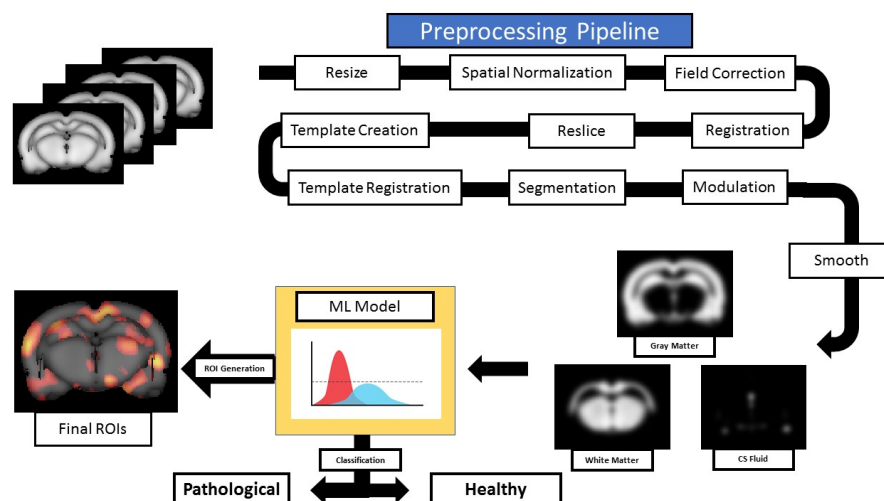 Preprocessing Pipeline
Resize
Spatial Normalization
Field Correction
Registration
Reslice
Template Creation
Template Registration
Segmentation
Modulation
Smooth
Gray Matter
White Matter
CS Fluid
ML Model
ROI Generation
Final ROIs
Classification
Pathological
Healthy